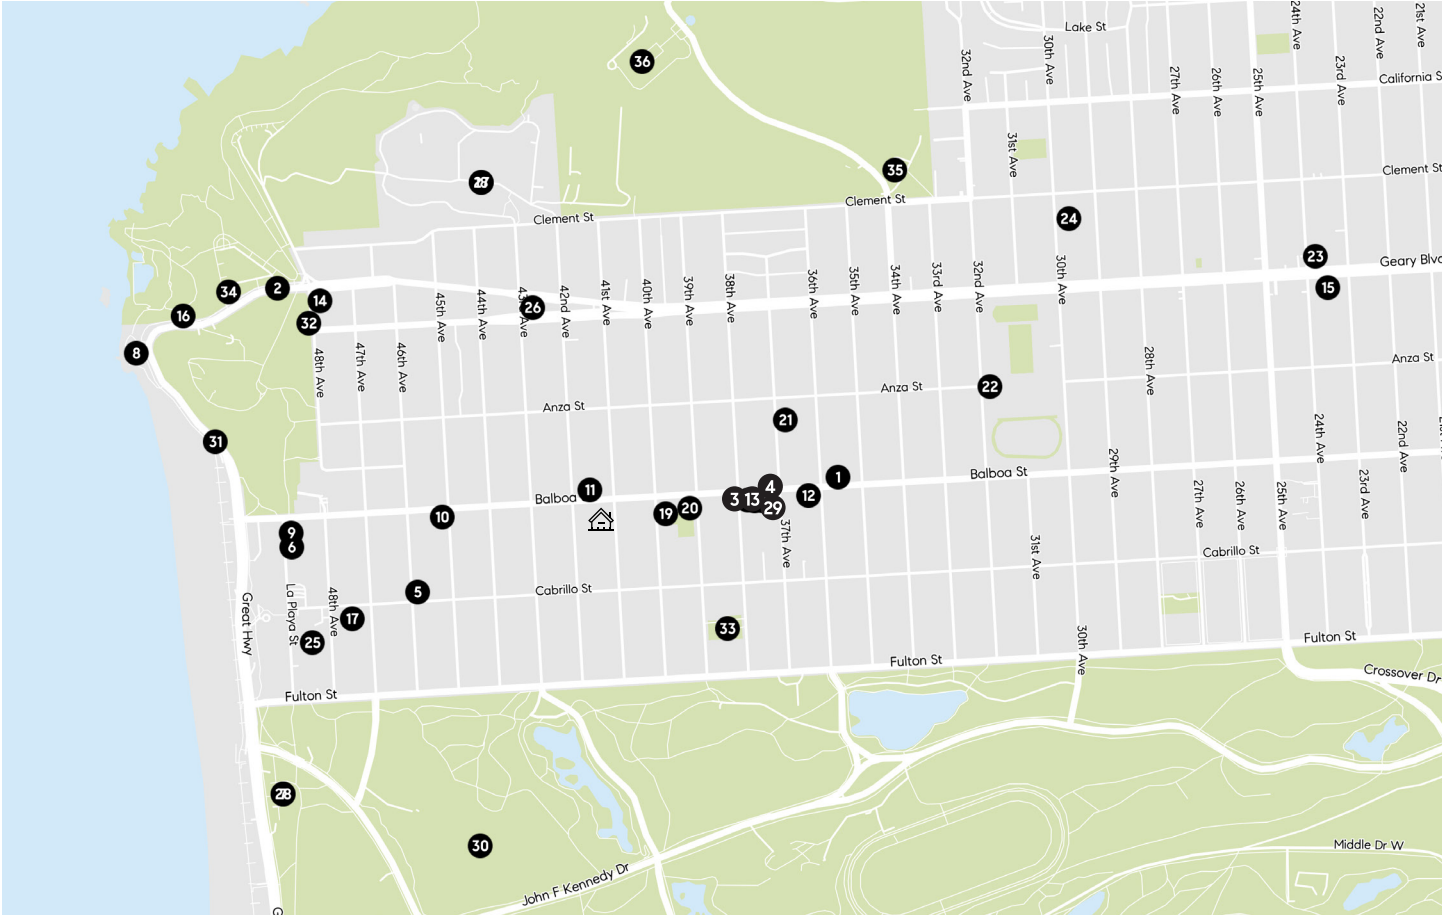 24th Ave
22nd Ave
21st Ave
Lake St
30th Ave
32nd Ave
36
23rd Ave
27th Ave
26th Ave
25th Ave
California S
31st Ave
35
Clement St
Clement St
Clement St
24
23
Geary Blvd
15
2
34
14
16
32
8
45th Ave
44th Ave
43rd Ave
26
42nd Ave
41st Ave
40th Ave
39th Ave
38th Ave
36th Ave
35th Ave
34th Ave
33rd Ave
32nd Ave
30th Ave
48th Ave
47th Ave
46th Ave
28th Ave
Anza St
Anza St
Anza St
22
21
31
24th Ave
22nd Ave
1
Balboa St
29th Ave
Balboa
11
4
3
13
29
12
19
20
10
37th Ave
27th Ave
26th Ave
25th Ave
23rd Ave
9
6
31st Ave
Cabrillo St
Cabrillo St
5
Great Hwy
La Playa St
48th Ave
17
25
33
30th Ave
Fulton St
Fulton St
Fulton St
Crossover Dr
30
Middle Dr W
John F Kennedy Dr
G